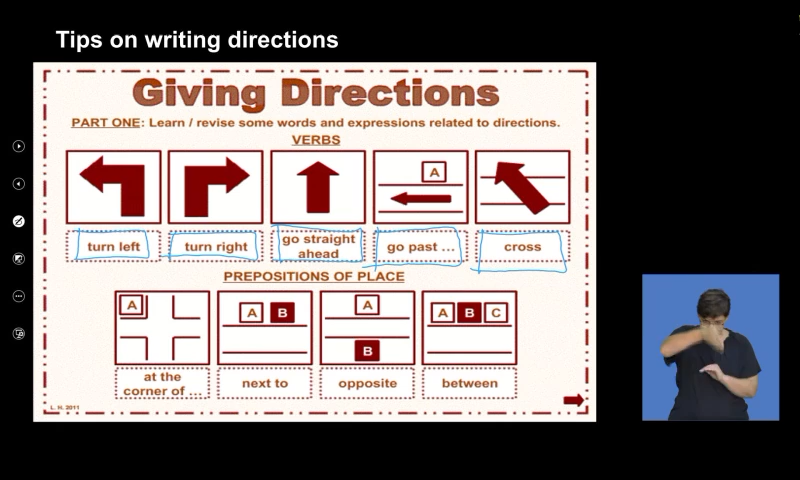 Tips on writing directions
Giving Directions
PART ONE: Learn / revise some words and expressions related to directions.
VERBS
A
turn left
turn right
go straight
ahead
go past ...
cross
PREPOSITIONS OF PLACE
A
A B
A
B
A B C
at the
corner of ...
next to
opposite
between
L. H. 2011